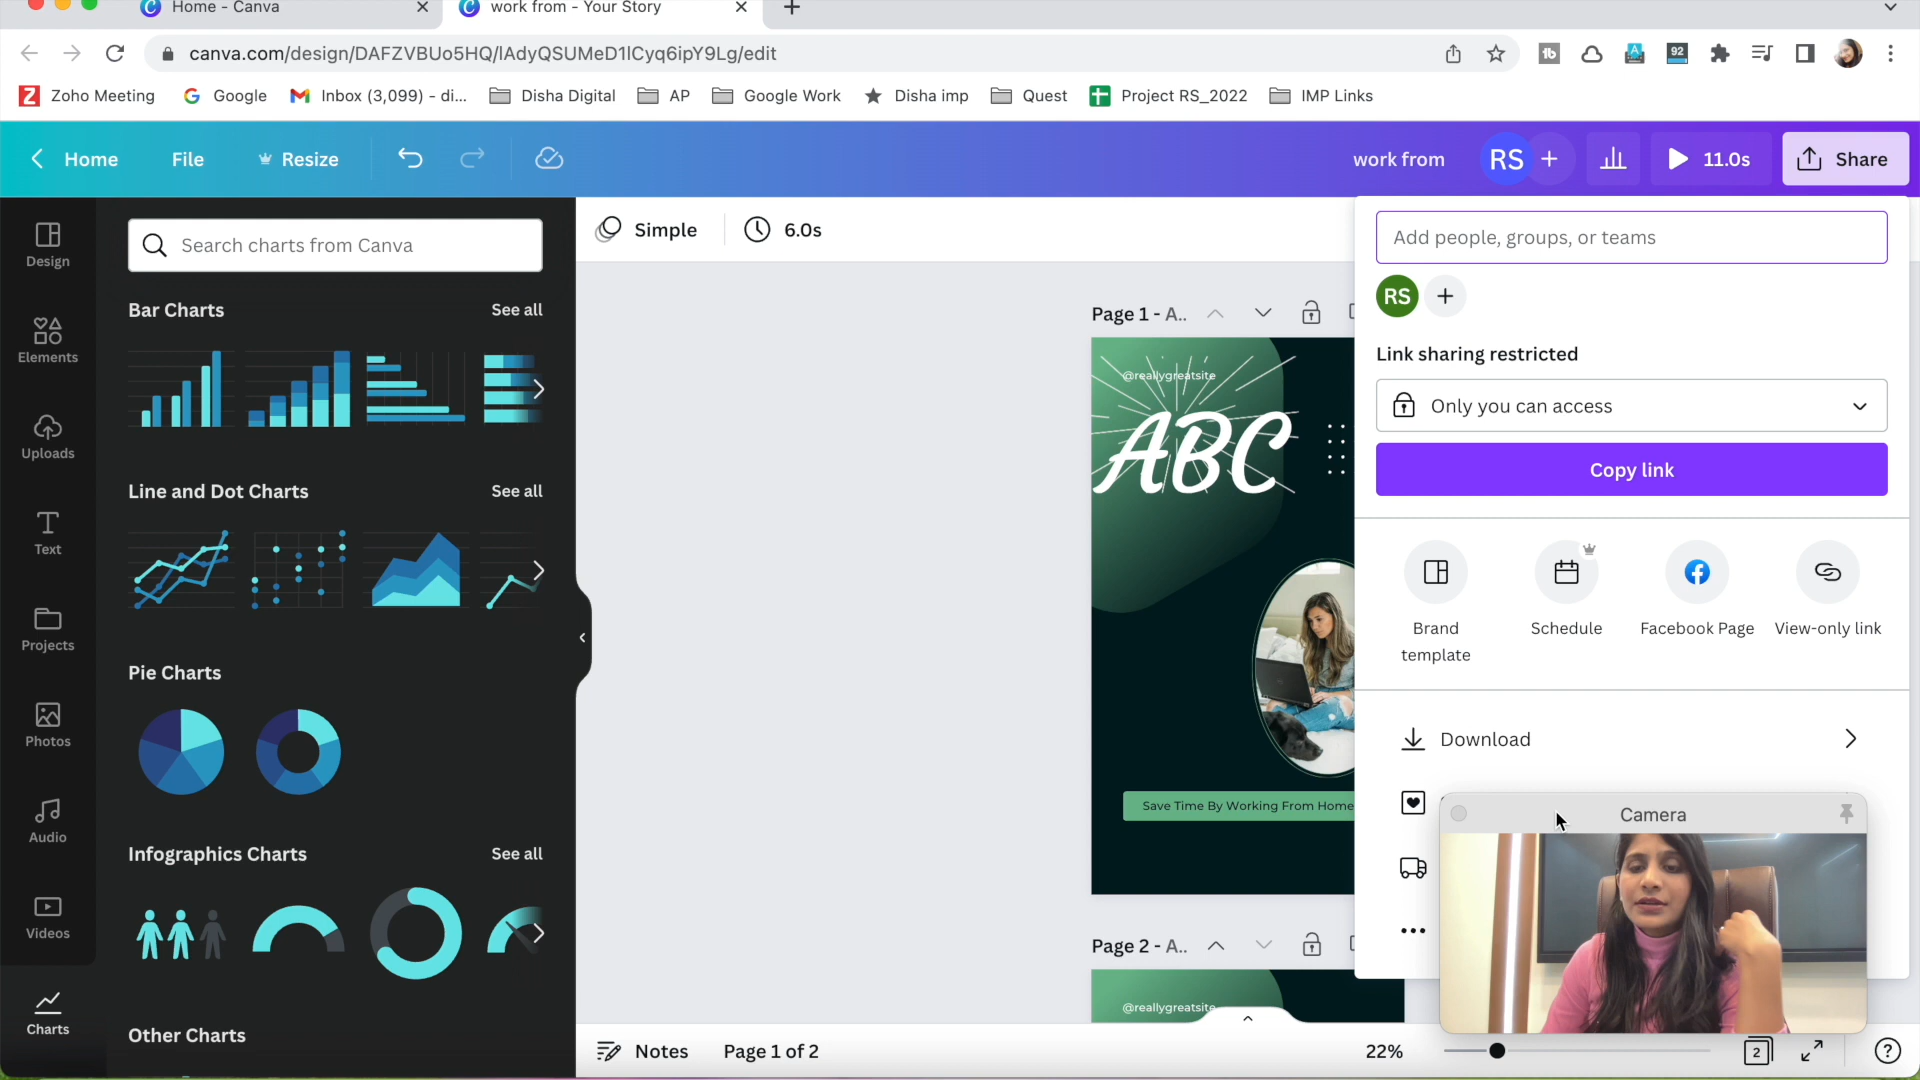 Home - Canva
work from - Your Story
canva.com/design/DAFZVBUo5HQ/lAdyQSUMeD1lCyq6ipY9Lg/edit
92
Zoho Meeting
Google
Inbox (3,099) - di...
Disha Digital
AP
Google Work
Disha imp
Quest
Project RS_2022
IMP Links
Home
File
Resize
work from
RS
11.0s
Share
Design
Elements
Uploads
Text
Projects
Photos
Audio
Videos
Charts
Search charts from Canva
Bar Charts
See all
Line and Dot Charts
See all
Pie Charts
Infographics Charts
See all
Other Charts
Simple
6.0s
Page 1 - A..
@reallygreatsite
ABC
Save Time By Working From Home
Page 2 - A..
@reallygreatsite
Add people, groups, or teams
RS
Link sharing restricted
Only you can access
Copy link
Brand template
Schedule
Facebook Page
View-only link
Download
Camera
Notes
Page 1 of 2
22%
2